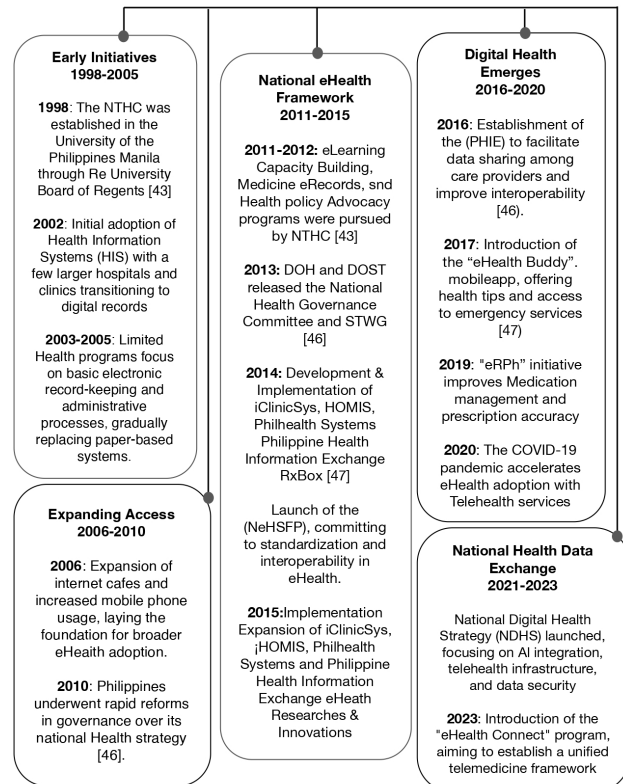 Early Initiatives
1998-2005
1998: The NTHC was
established in the
University of the
Philippines Manila
through Re University
Board of Regents [43]
2002: Initial adoption of
Health Information
Systems (HIS) with a
few larger hospitals and
clinics transitioning to
digital records
2003-2005: Limited
Health programs focus
on basic electronic
record-keeping and
administrative
processes, gradually
replacing paper-based
systems.
Expanding Access
2006-2010
2006: Expansion of
internet cafes and
increased mobile phone
usage, laying the
foundation for broader
eHeaith adoption.
2010: Philippines
underwent rapid reforms
in governance over its
national Health strategy
[46].
National eHealth
Framework
2011-2015
2011-2012: eLearning
Capacity Building,
Medicine eRecords, snd
Health policy Advocacy
programs were pursued
by NTHC [43]
2013: DOH and DOST
released the National
Health Governance
Committee and STWG
[46]
2014: Development &
Implementation of
iClinicSys, HOMIS,
Philhealth Systems
Philippine Health
Information Exchange
RxBox [47]
Launch of the
(NeHSFP), committing
to standardization and
interoperability in
eHealth.
2015:Implementation
Expansion of iClinicSys,
¡HOMIS, Philhealth
Systems and Philippine
Health Information
Exchange eHeath
Researches &
Innovations
Digital Health
Emerges
2016-2020
2016: Establishment of
the (PHIE) to facilitate
data sharing among
care providers and
improve interoperability
[46).
2017: Introduction of
the “eHealth Buddy”.
mobileapp, offering
health tips and access
to emergency services
[47)
2019: "eRPh” initiative
improves Medication
management and
prescription accuracy
2020: The COVID-19
pandemic accelerates
eHealth adoption with
Telehealth services
National Health Data
Exchange
2021-2023
National Digital Health
Strategy (NDHS) launched,
focusing on AI integration,
telehealth infrastructure,
and data security
2023: Introduction of the
"eHealth Connect" program,
aiming to establish a unified
telemedicine framework